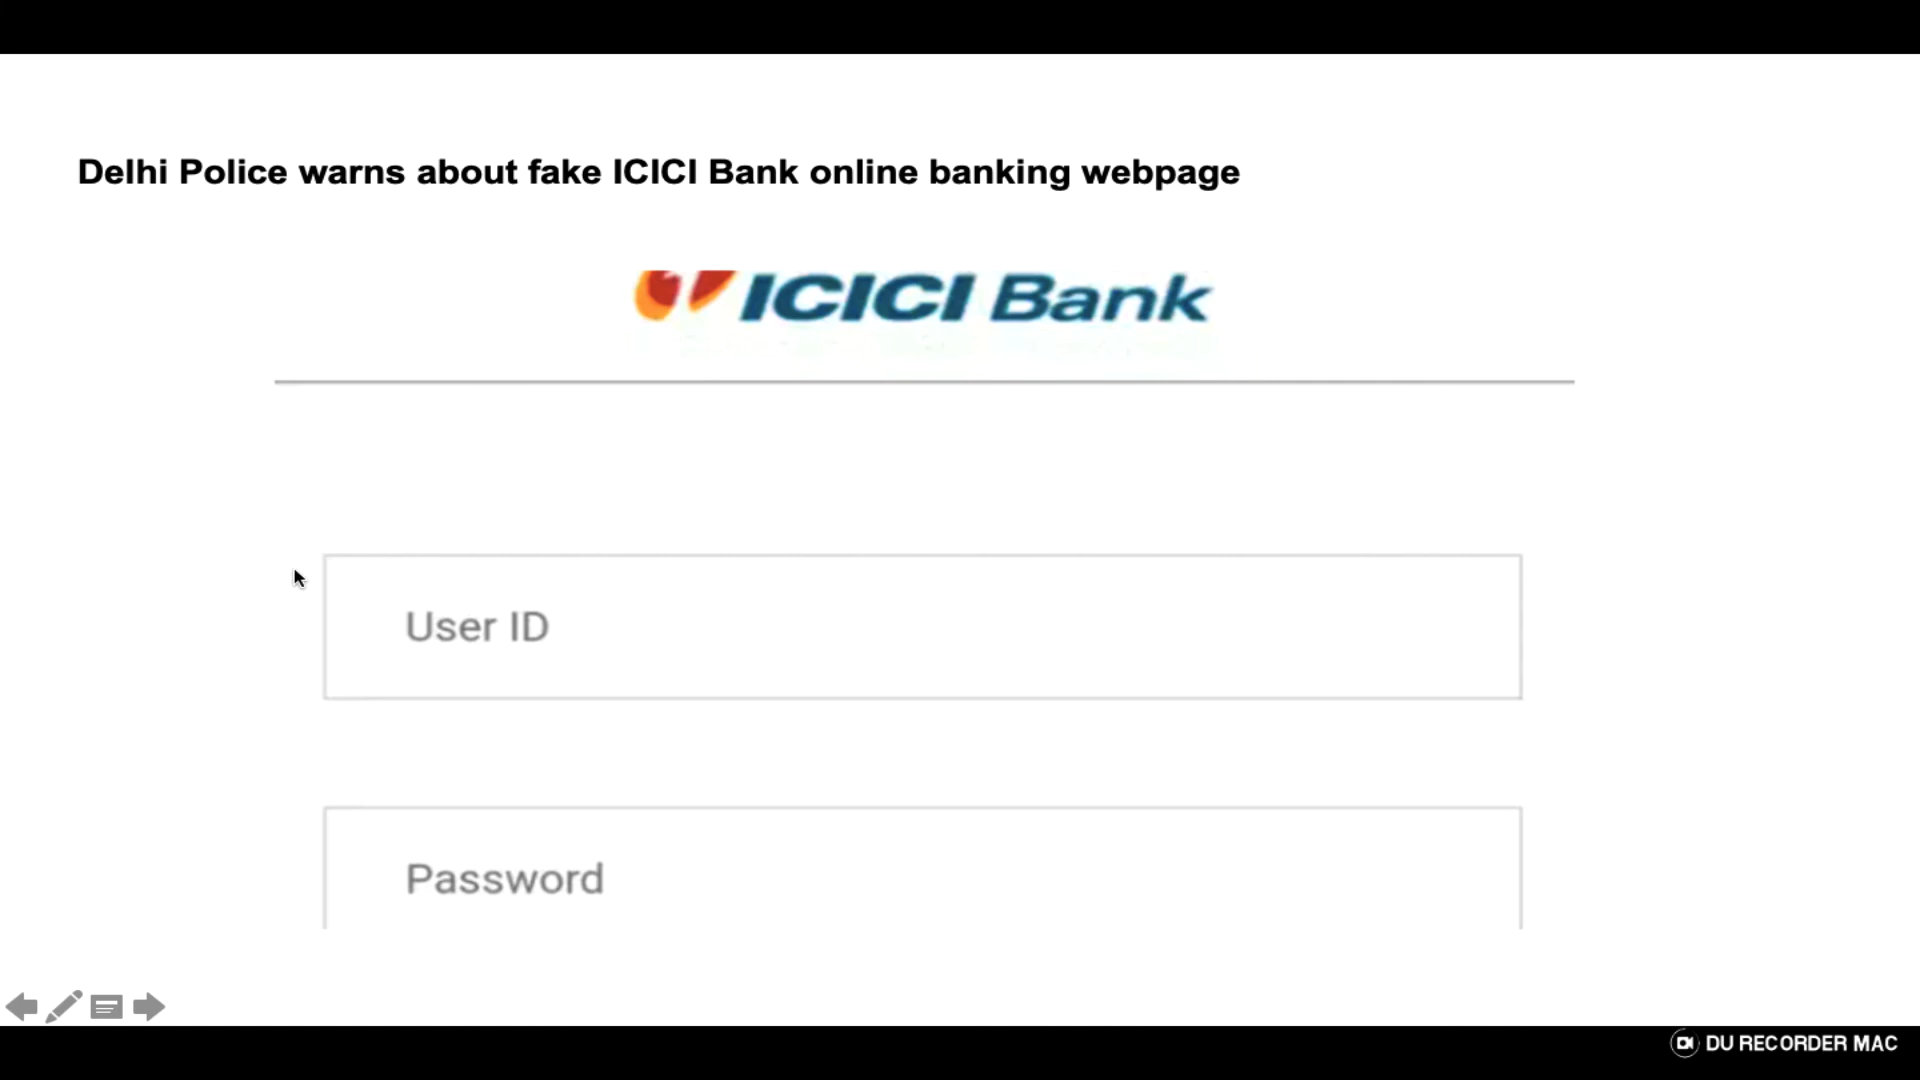 Delhi Police warns about fake ICICI Bank online banking webpage
ICICI Bank
User ID
Password
DU RECORDER MAC